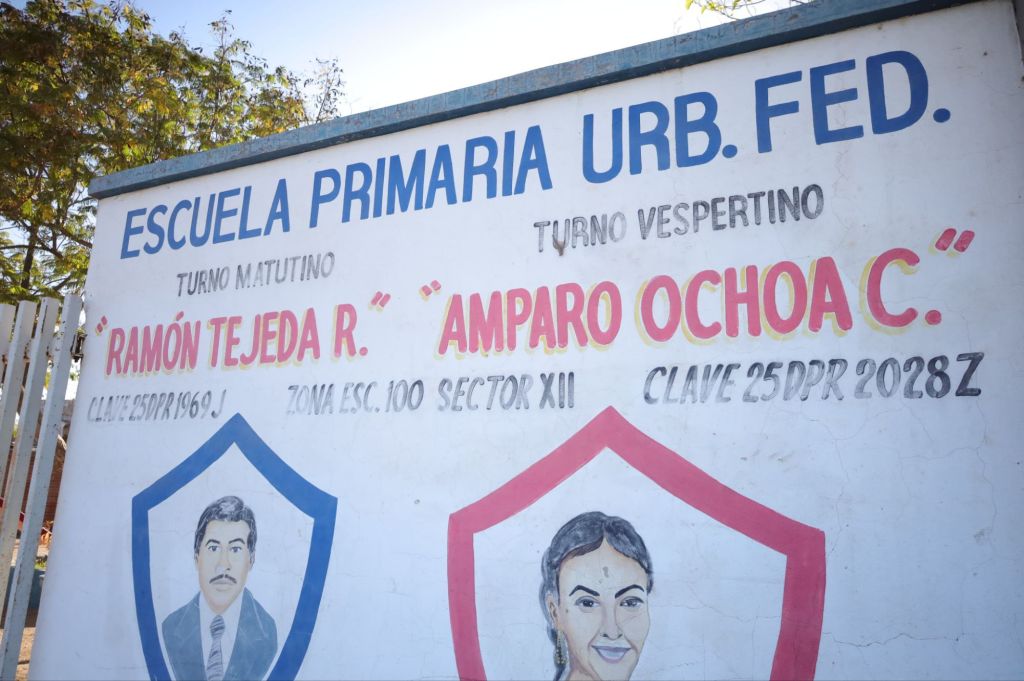 ESCUELA PRIMARIA URB. FED.
TURNO MATUTINO
TURNO VESPERTINO
"RAMÓN TEJEDA R."
"AMPARO OCHOA C."
CLAVE 25DPR1969J
ZONA ESC. 100 SECTOR XII
CLAVE 25DPR2028Z